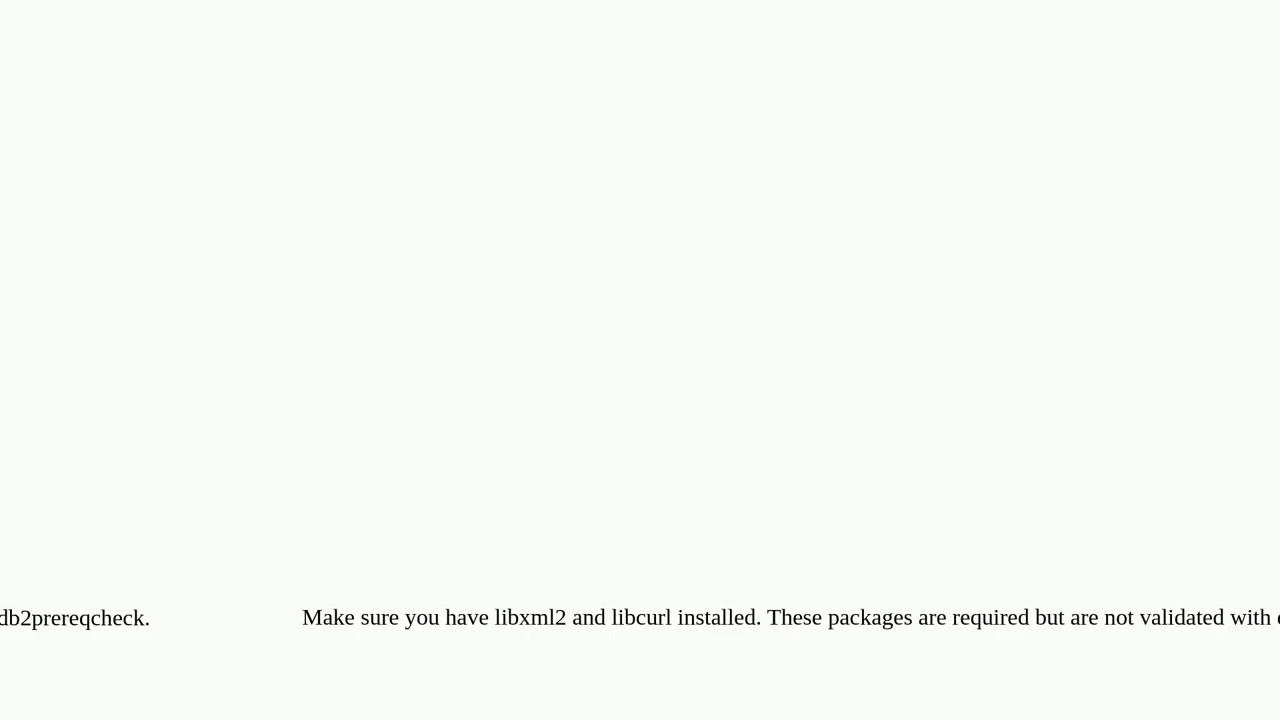 db2prereqcheck. Make sure you have libxml2 and libcurl installed. These packages are required but are not validated with